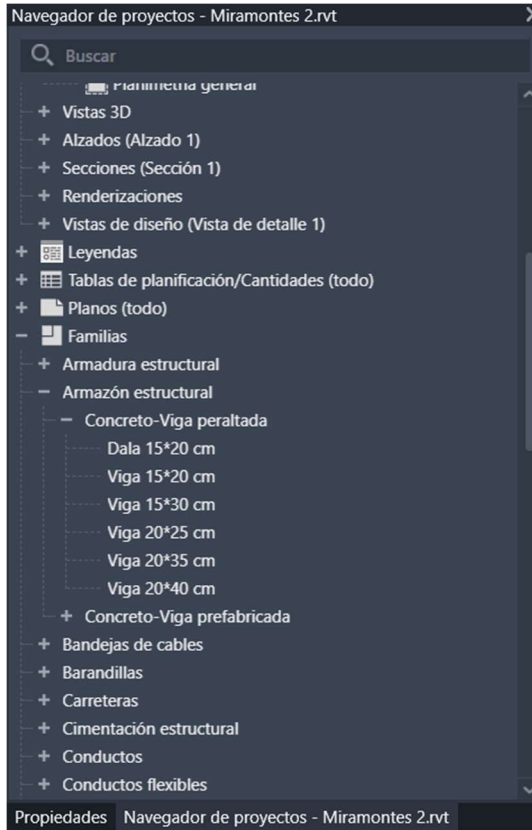 Navegador de proyectos - Miramontes 2.rvt
Buscar
Planimetría general
Vistas 3D
Alzados (Alzado 1)
Secciones (Sección 1)
Renderizaciones
Vistas de diseño (Vista de detalle 1)
Leyendas
Tablas de planificación/Cantidades (todo)
Planos (todo)
Familias
Armadura estructural
Armazón estructural
Concreto-Viga peraltada
Dala 15*20 cm
Viga 15*20 cm
Viga 15*30 cm
Viga 20*25 cm
Viga 20*35 cm
Viga 20*40 cm
Concreto-Viga prefabricada
Bandejas de cables
Barandillas
Carreteras
Cimentación estructural
Conductos
Conductos flexibles
Propiedades Navegador de proyectos - Miramontes 2.rvt